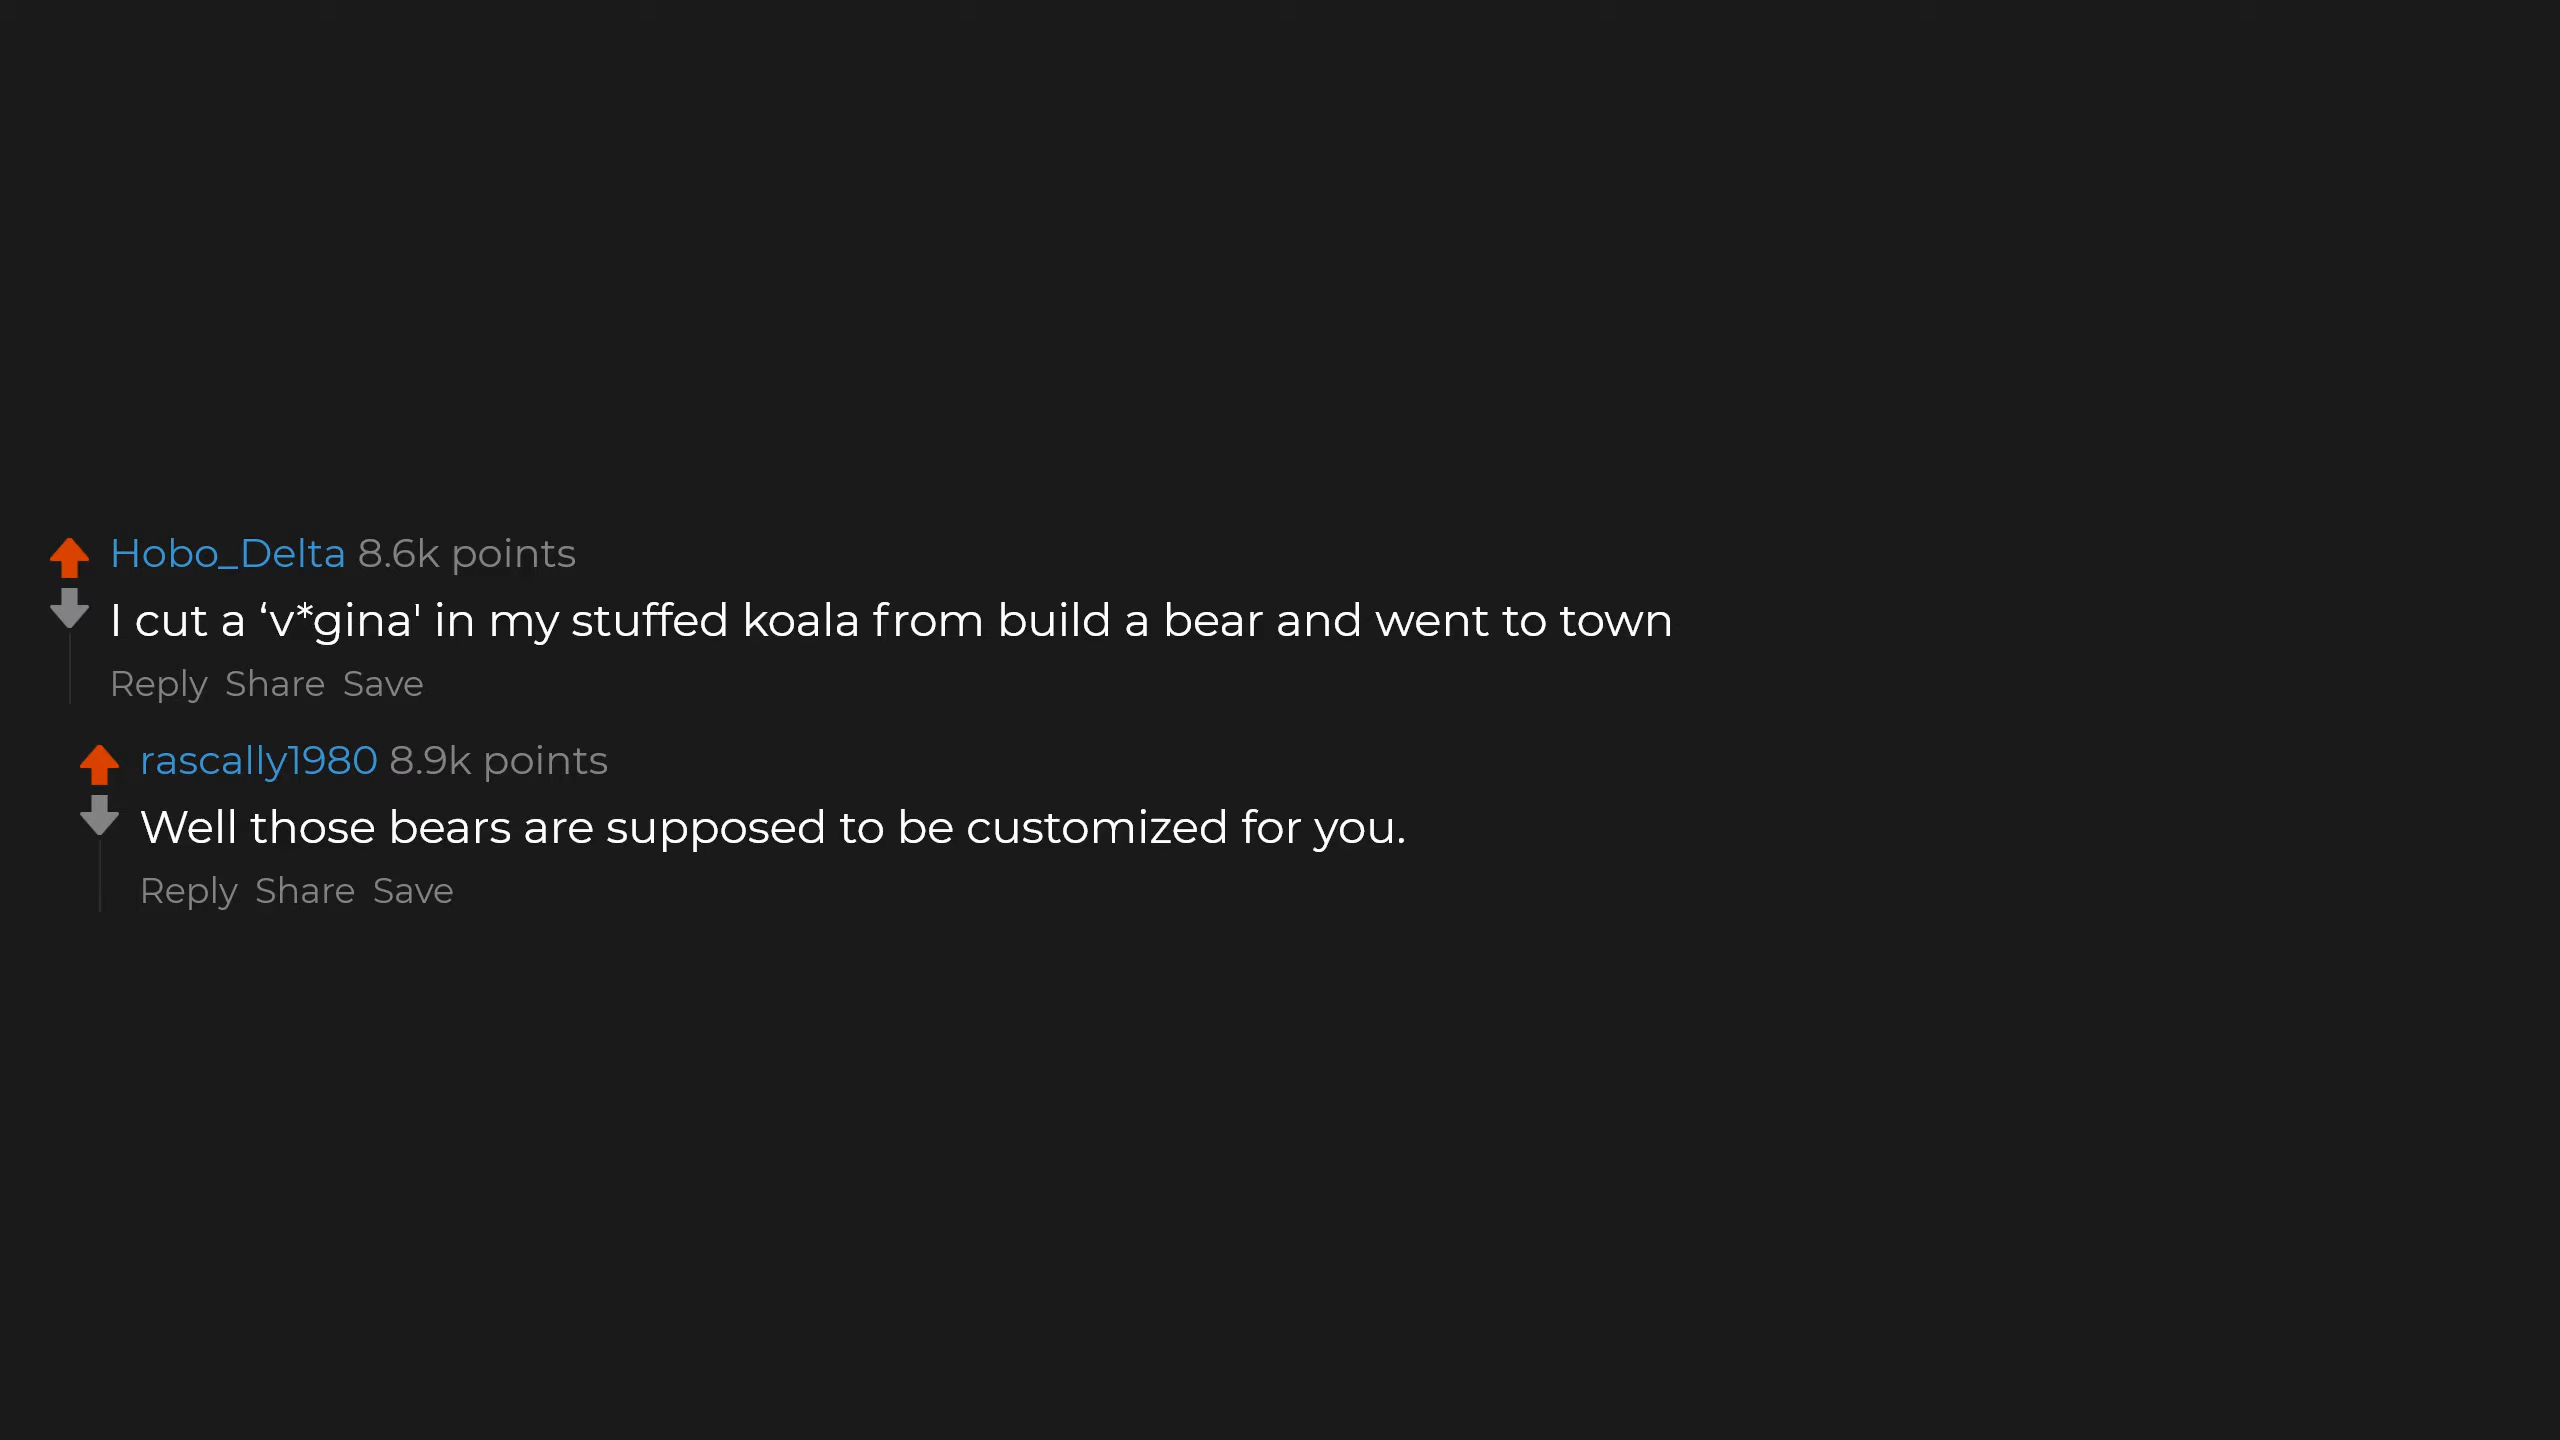 Hobo_Delta 8.6k points
I cut a ‘v*gina' in my stuffed koala from build a bear and went to town
Reply Share Save
rascally1980 8.9k points
Well those bears are supposed to be customized for you.
Reply Share Save